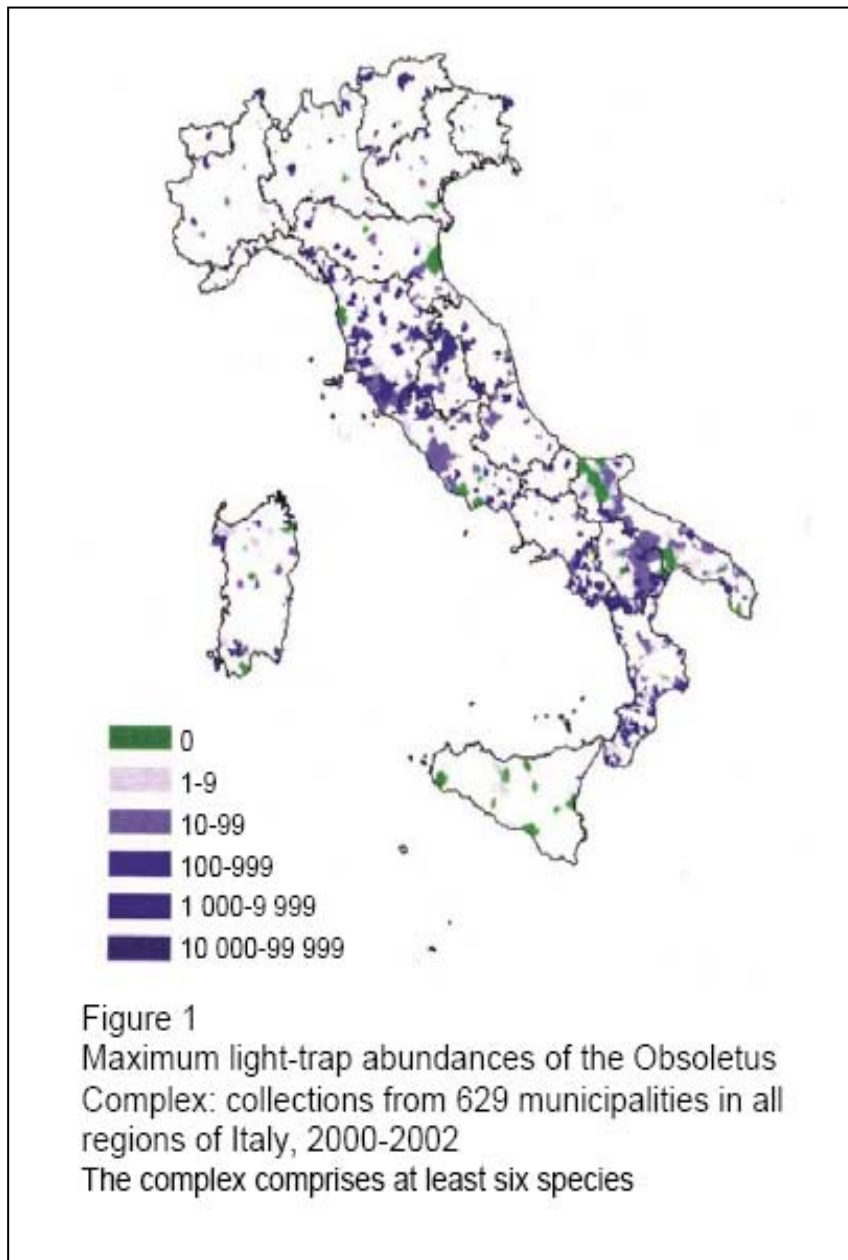 0
1-9
10-99
100-999
1 000-9 999
10 000-99 999
Figure 1
Maximum light-trap abundances of the Obsoletus
Complex: collections from 629 municipalities in all
regions of Italy, 2000-2002
The complex comprises at least six species